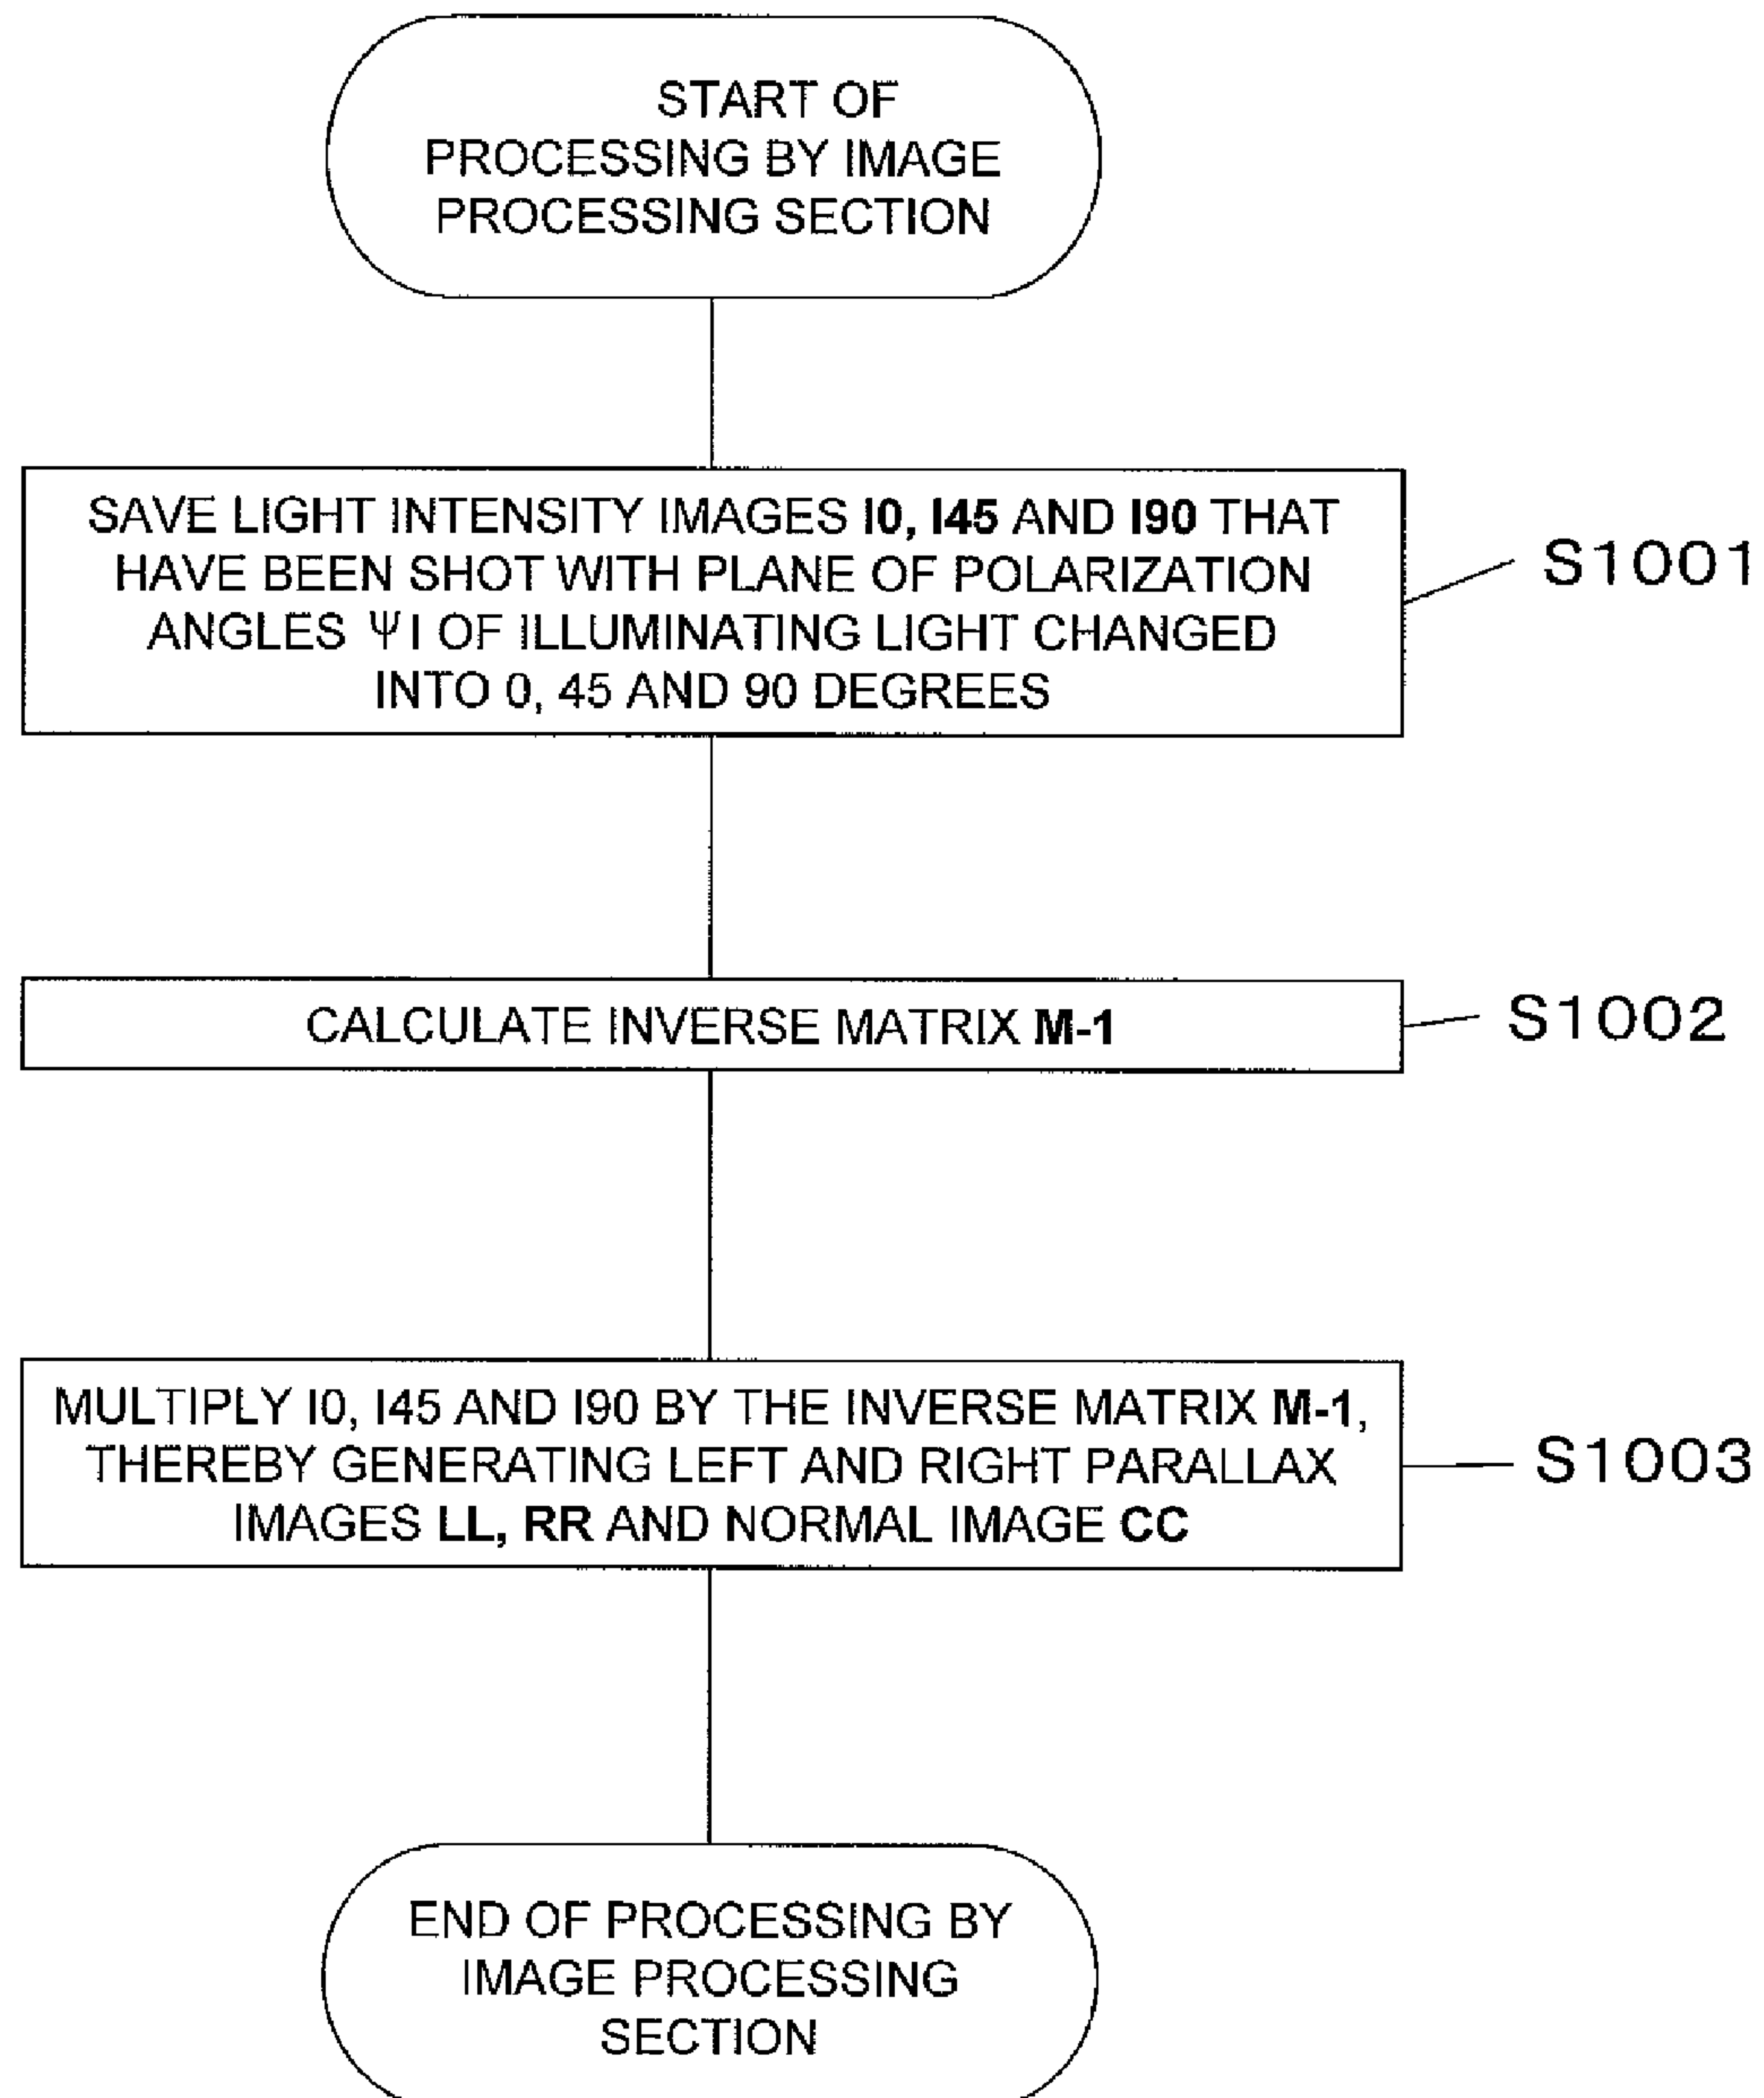 START OF
PROCESSING BY IMAGE
PROCESSING SECTION
SAVE LIGHT INTENSITY IMAGES I0, I45 AND I90 THAT
HAVE BEEN SHOT WITH PLANE OF POLARIZATION
ANGLES ΨI OF ILLUMINATING LIGHT CHANGED
INTO 0, 45 AND 90 DEGREES
S1001
CALCULATE INVERSE MATRIX M-1
S1002
MULTIPLY I0, I45 AND I90 BY THE INVERSE MATRIX M-1,
THEREBY GENERATING LEFT AND RIGHT PARALLAX
IMAGES LL, RR AND NORMAL IMAGE CC
S1003
END OF PROCESSING BY
IMAGE PROCESSING
SECTION